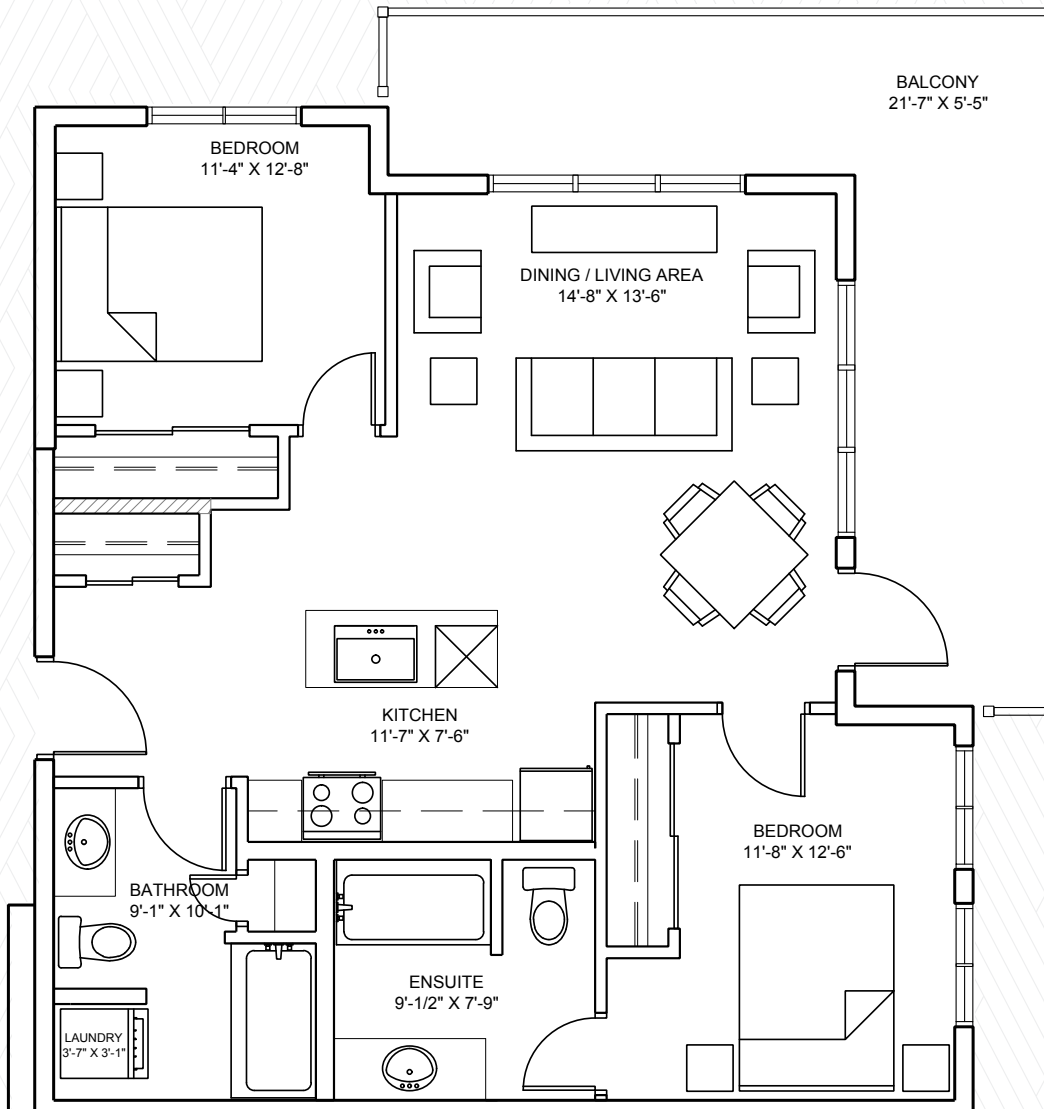 BALCONY
21'-7" X 5'-5"
BEDROOM
11'-4" X 12'-8"
DINING / LIVING AREA
14'-8" X 13'-6"
KITCHEN
11'-7" X 7'-6"
BEDROOM
11'-8" X 12'-6"
BATHROOM
9'-1" X 10'-1"
ENSUITE
9'-1/2" X 7'-9"
LAUNDRY
3'-7" X 3'-1"